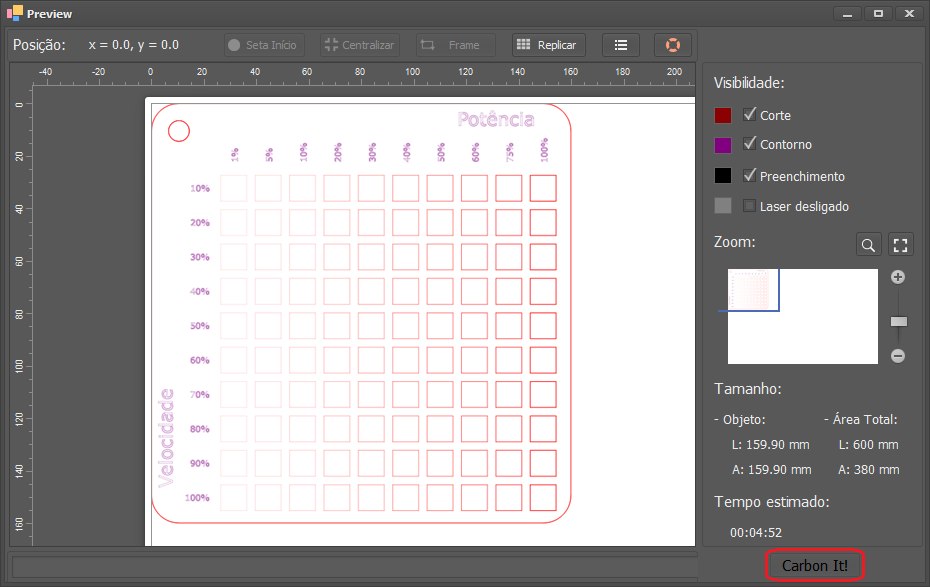 Preview
Posição: x = 0.0, y = 0.0 Seta Início Centralizar Frame Replicar
-40 -20 0 20 40 60 80 100 120 140 160 180 200
0
20
40
60
80
100
120
140
160
Potência
1% 5% 10% 20% 30% 40% 50% 60% 75% 100%
10%
20%
30%
40%
50%
60%
70%
80%
90%
100%
Velocidade
Visibilidade:
Corte
Contorno
Preenchimento
Laser desligado
Zoom:
Tamanho:
- Objeto: - Área Total:
L: 159.90 mm L: 600 mm
A: 159.90 mm A: 380 mm
Tempo estimado:
00:04:52
Carbon It!